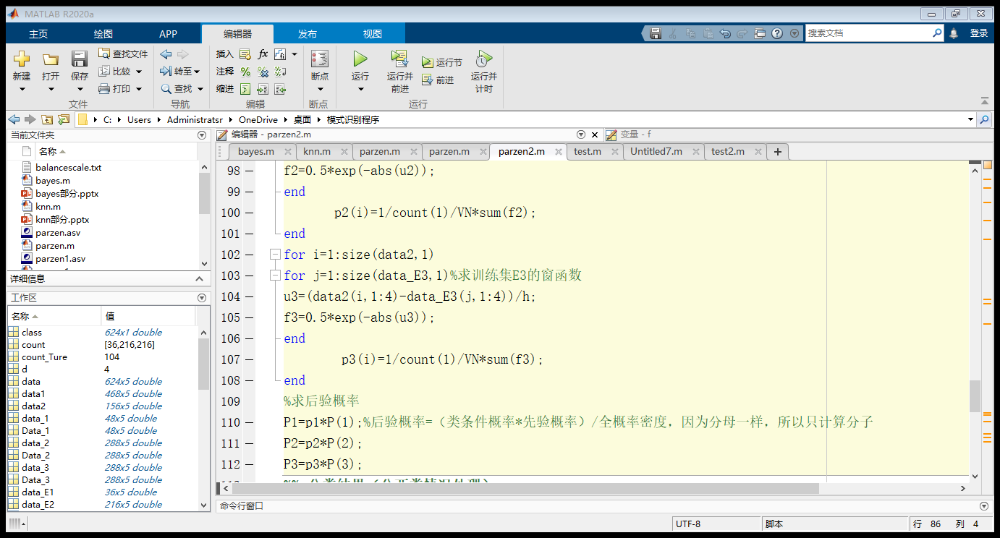 MATLAB R2020a
主页 绘图 APP 编辑器 发布 视图 搜索文档 登录
新建 打开 保存 查找文件 比较 打印 转至 查找 插入 fx 注释 缩进 断点 运行 运行并前进 运行节 前进 运行并计时
文件 导航 编辑 断点 运行
C: Users Administratsr OneDrive 桌面 模式识别程序
当前文件夹
名称
balancescale.txt
bayes.m
bayes部分.pptx
knn.m
knn部分.pptx
parzen.asv
parzen.m
parzen1.asv
详细信息
工作区
名称 值
class 624x1 double
count [36,216,216]
count_Ture 104
d 4
data 624x5 double
data1 468x5 double
data2 156x5 double
data_1 48x5 double
Data_1 48x5 double
data_2 288x5 double
Data_2 288x5 double
data_3 288x5 double
Data_3 288x5 double
data_E1 36x5 double
data_E2 216x5 double
编辑器 - parzen2.m 变量 - f
bayes.m knn.m parzen.m parzen.m parzen2.m test.m Untitled7.m test2.m
98 f2=0.5*exp(-abs(u2));
99 end
100 p2(i)=1/count(1)/VN*sum(f2);
101 end
102 for i=1:size(data2,1)
103 for j=1:size(data_E3,1)%求训练集E3的窗函数
104 u3=(data2(i,1:4)-data_E3(j,1:4))/h;
105 f3=0.5*exp(-abs(u3));
106 end
107 p3(i)=1/count(1)/VN*sum(f3);
108 end
109 %求后验概率
110 P1=p1*P(1);%后验概率=（类条件概率*先验概率）/全概率密度，因为分母一样，所以只计算分子
111 P2=p2*P(2);
112 P3=p3*P(3);
命令行窗口
UTF-8 脚本 行 86 列 4